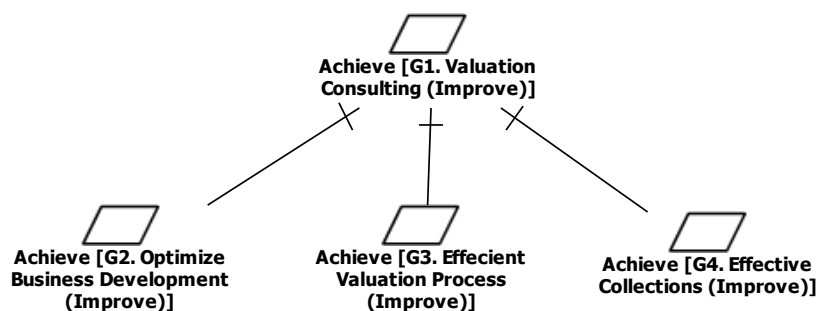 Achieve [G1. Valuation
Consulting (Improve)]
Achieve [G2. Optimize
Business Development
(Improve)]
Achieve [G3. Effecient
Valuation Process
(Improve)]
Achieve [G4. Effective
Collections (Improve)]